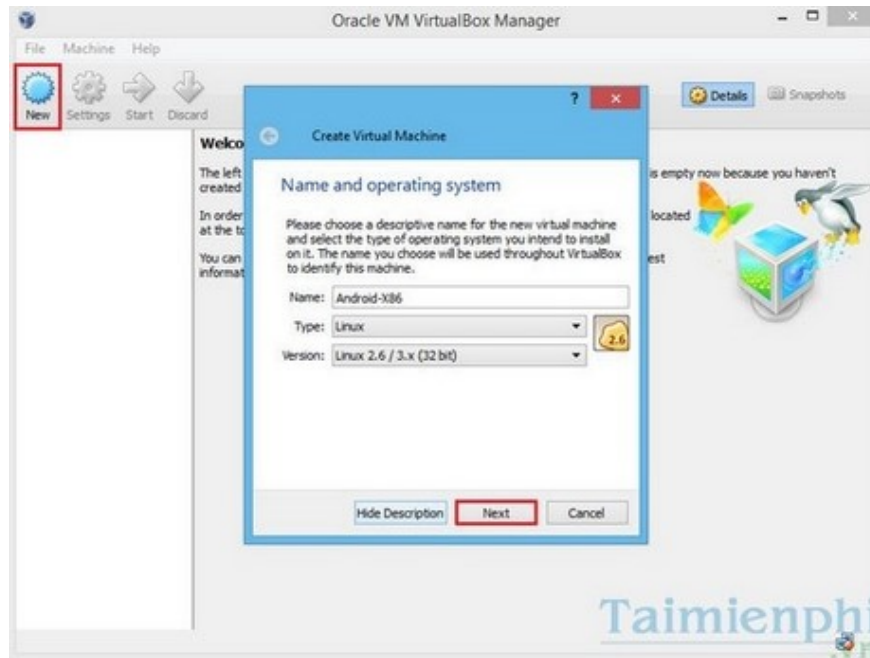 Oracle VM VirtualBox Manager
File Machine Help
New Settings Start Discard
Details Snapshots
? 
Create Virtual Machine
Welco
The left
created
In order
at the to
You can
informat
is empty now because you haven't
located
est
Name and operating system
Please choose a descriptive name for the new virtual machine
and select the type of operating system you intend to install
on it. The name you choose will be used throughout VirtualBox
to identify this machine.
Name: Android-X86
Type: Linux
2.6
Version: Linux 2.6 / 3.x (32 bit)
Hide Description Next Cancel
Taimienphi